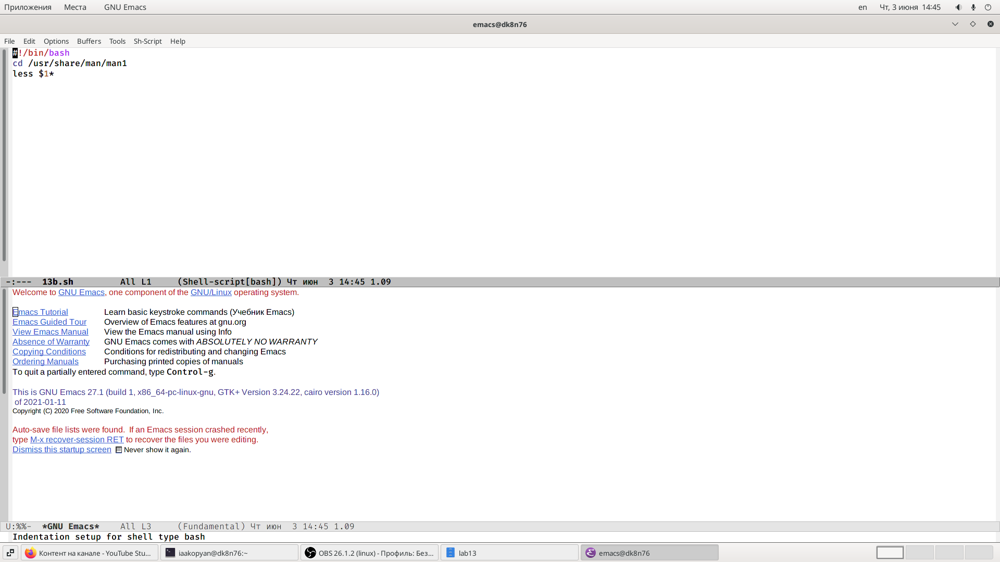 Приложения Места GNU Emacs en Чт, 3 июня 14:45
emacs@dk8n76
File Edit Options Buffers Tools Sh-Script Help
#!/bin/bash
cd /usr/share/man/man1
less $1*
-:--- 13b.sh All L1 (Shell-script[bash]) Чт июн 3 14:45 1.09
Welcome to GNU Emacs, one component of the GNU/Linux operating system.
Emacs Tutorial Learn basic keystroke commands (Учебник Emacs)
Emacs Guided Tour Overview of Emacs features at gnu.org
View Emacs Manual View the Emacs manual using Info
Absence of Warranty GNU Emacs comes with ABSOLUTELY NO WARRANTY
Copying Conditions Conditions for redistributing and changing Emacs
Ordering Manuals Purchasing printed copies of manuals
To quit a partially entered command, type Control-g.
This is GNU Emacs 27.1 (build 1, x86_64-pc-linux-gnu, GTK+ Version 3.24.22, cairo version 1.16.0)
of 2021-01-11
Copyright (C) 2020 Free Software Foundation, Inc.
Auto-save file lists were found. If an Emacs session crashed recently,
type M-x recover-session RET to recover the files you were editing.
Dismiss this startup screen Never show it again.
U:%%- *GNU Emacs* All L3 (Fundamental) Чт июн 3 14:45 1.09
Indentation setup for shell type bash
Контент на канале - YouTube Stu... iaakopyan@dk8n76:~ OBS 26.1.2 (linux) - Профиль: Без... lab13 emacs@dk8n76